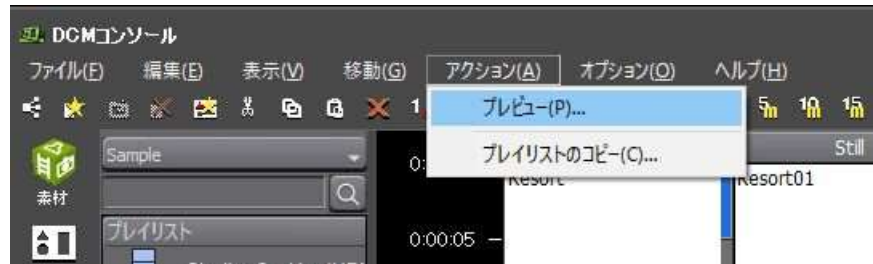 DCMコンソール
ファイル(F) 編集(E) 表示(V) 移動(G) アクション(A) オプション(O) ヘルプ(H)
プレビュー(P)...
5m 10m 15m
Sample
プレイリストのコピー(C)...
Still
素材
Resort
Resort01
プレイリスト
0:00:05